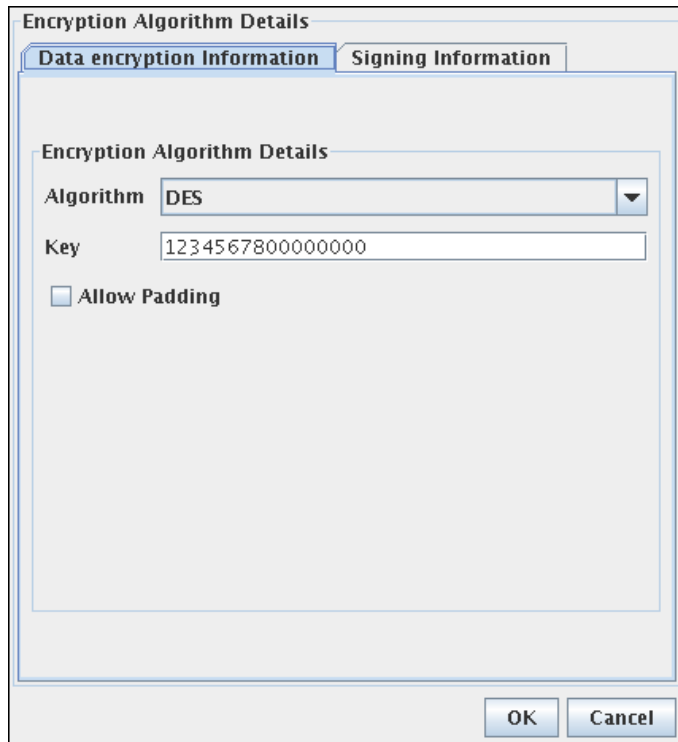 Encryption Algorithm Details
Data encryption Information Signing Information
Encryption Algorithm Details
Algorithm DES
Key 1234567800000000
Allow Padding
OK Cancel